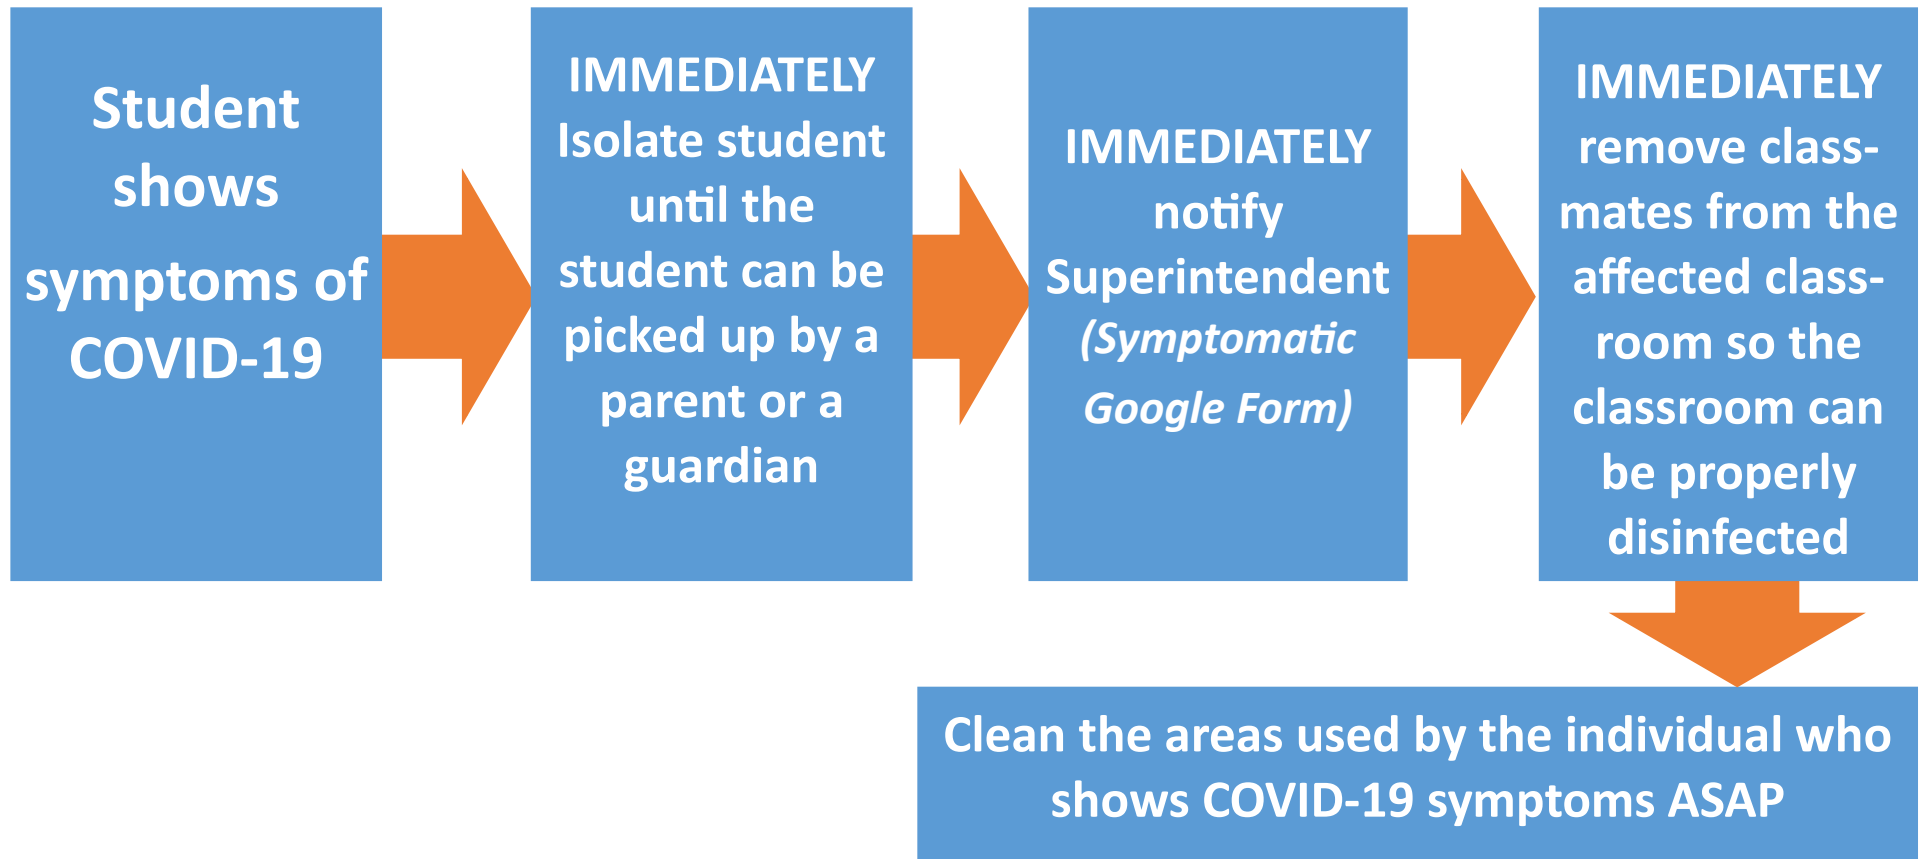 Student
shows
symptoms of
COVID-19
IMMEDIATELY
Isolate student
until the
student can be
picked up by a
parent or a
guardian
IMMEDIATELY
notify
Superintendent
(Symptomatic
Google Form)
IMMEDIATELY
remove class-
mates from the
affected class-
room so the
classroom can
be properly
disinfected
Clean the areas used by the individual who
shows COVID-19 symptoms ASAP